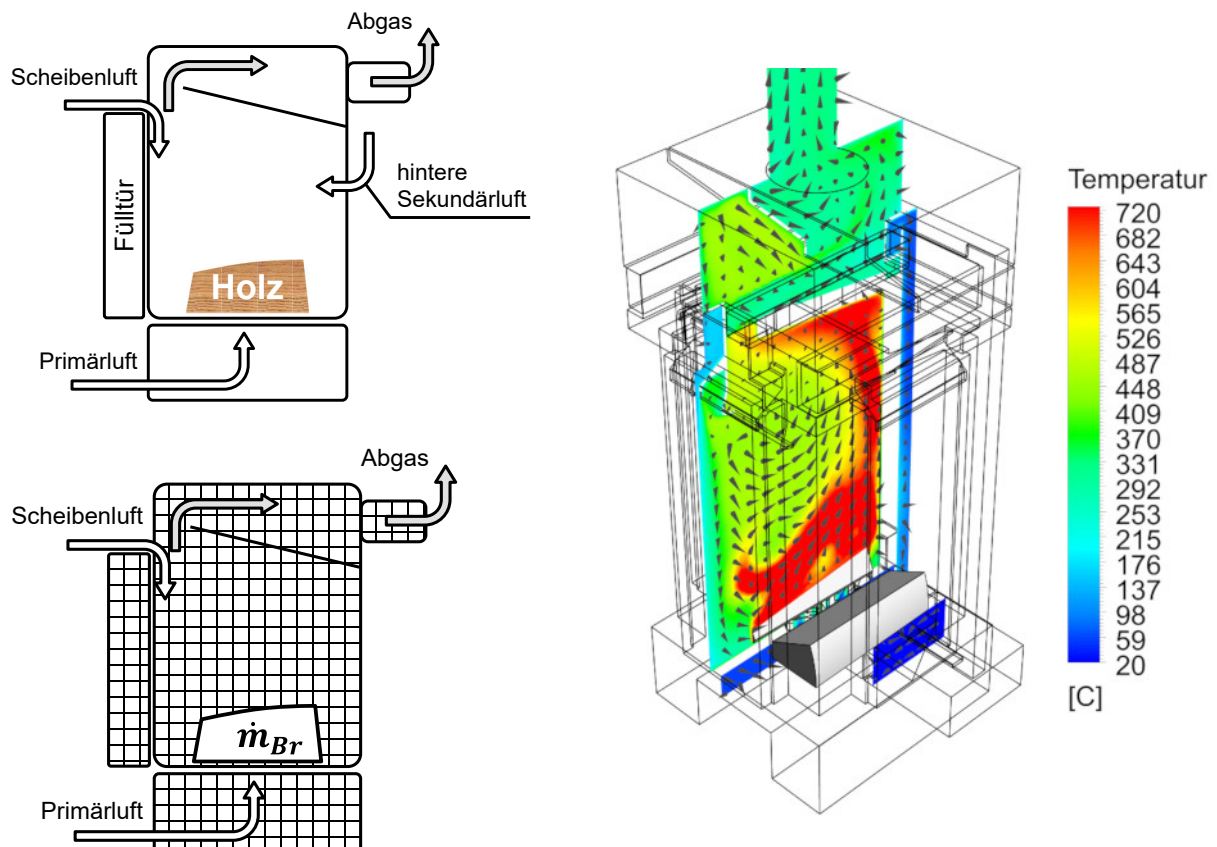 Abgas
Scheibenluft
Fülltür
hintere
Sekundärluft
Holz
Primärluft
Abgas
Scheibenluft
ṁ_Br
Primärluft
Temperatur
720
682
643
604
565
526
487
448
409
370
331
292
253
215
176
137
98
59
20
[C]